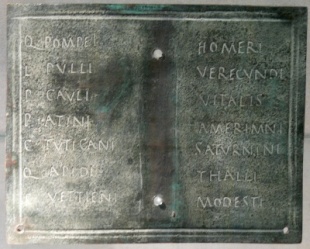 POMPEI
HOMERI
PULLI
VERECUNDI
P CAULI
VITALIS
P ATINI
AMERIMNI
C TUTICANI
SATURNINI
THALLI
VETTIENI
MODESTI